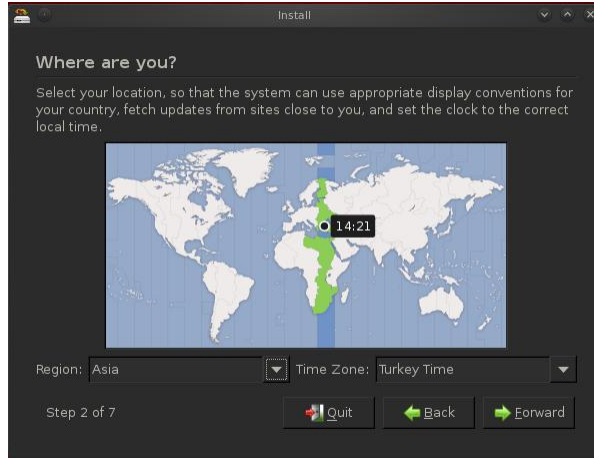 Install
Where are you?
Select your location, so that the system can use appropriate display conventions for
your country, fetch updates from sites close to you, and set the clock to the correct
local time.
14:21
Region: Asia Time Zone: Turkey Time
Step 2 of 7 Quit Back Forward